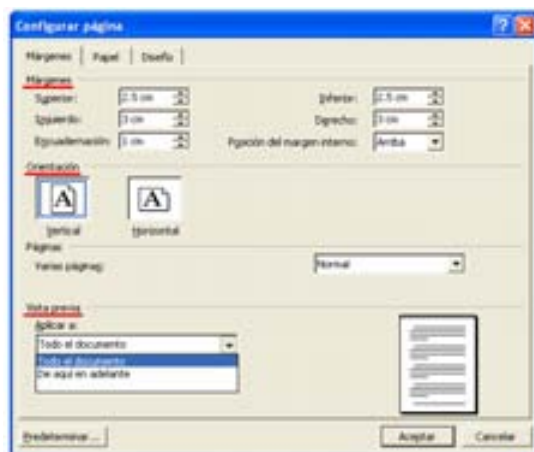 Configurar página
Márgenes Papel Diseño
Márgenes
Superior: 2.5 cm Inferior: 2.5 cm
Izquierdo: 3 cm Derecho: 3 cm
Encuadernación: 1 cm Posición del margen interno: Arriba
Orientación
A A
Vertical Horizontal
Páginas
Varias páginas: Normal
Vista previa
Aplicar a:
Todo el documento
Todo el documento
De aquí en adelante
Predeterminar... Aceptar Cancelar